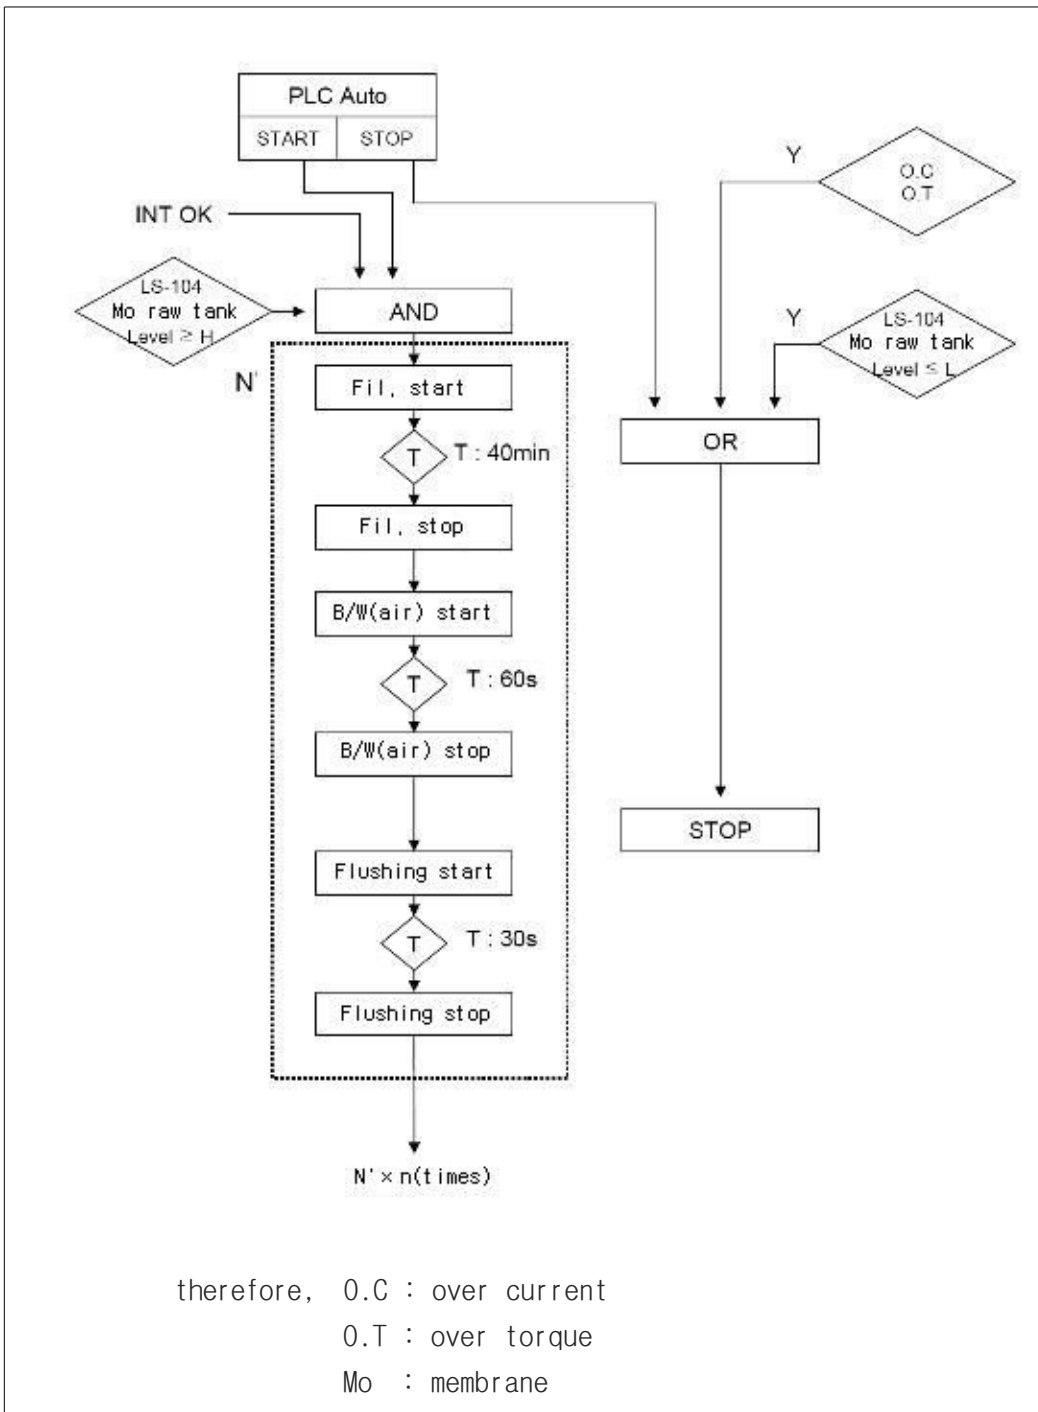 PLC Auto
START STOP
INT OK
Y
O.C
O.T
LS-104
Mo raw tank
Level ≥ H
AND
Y
LS-104
Mo raw tank
Level ≤ L
N'
Fil, start
T
T : 40min
OR
Fil, stop
B/W(air) start
T
T : 60s
B/W(air) stop
STOP
Flushing start
T
T : 30s
Flushing stop
N'×n(times)
therefore, O.C : over current
O.T : over torque
Mo : membrane